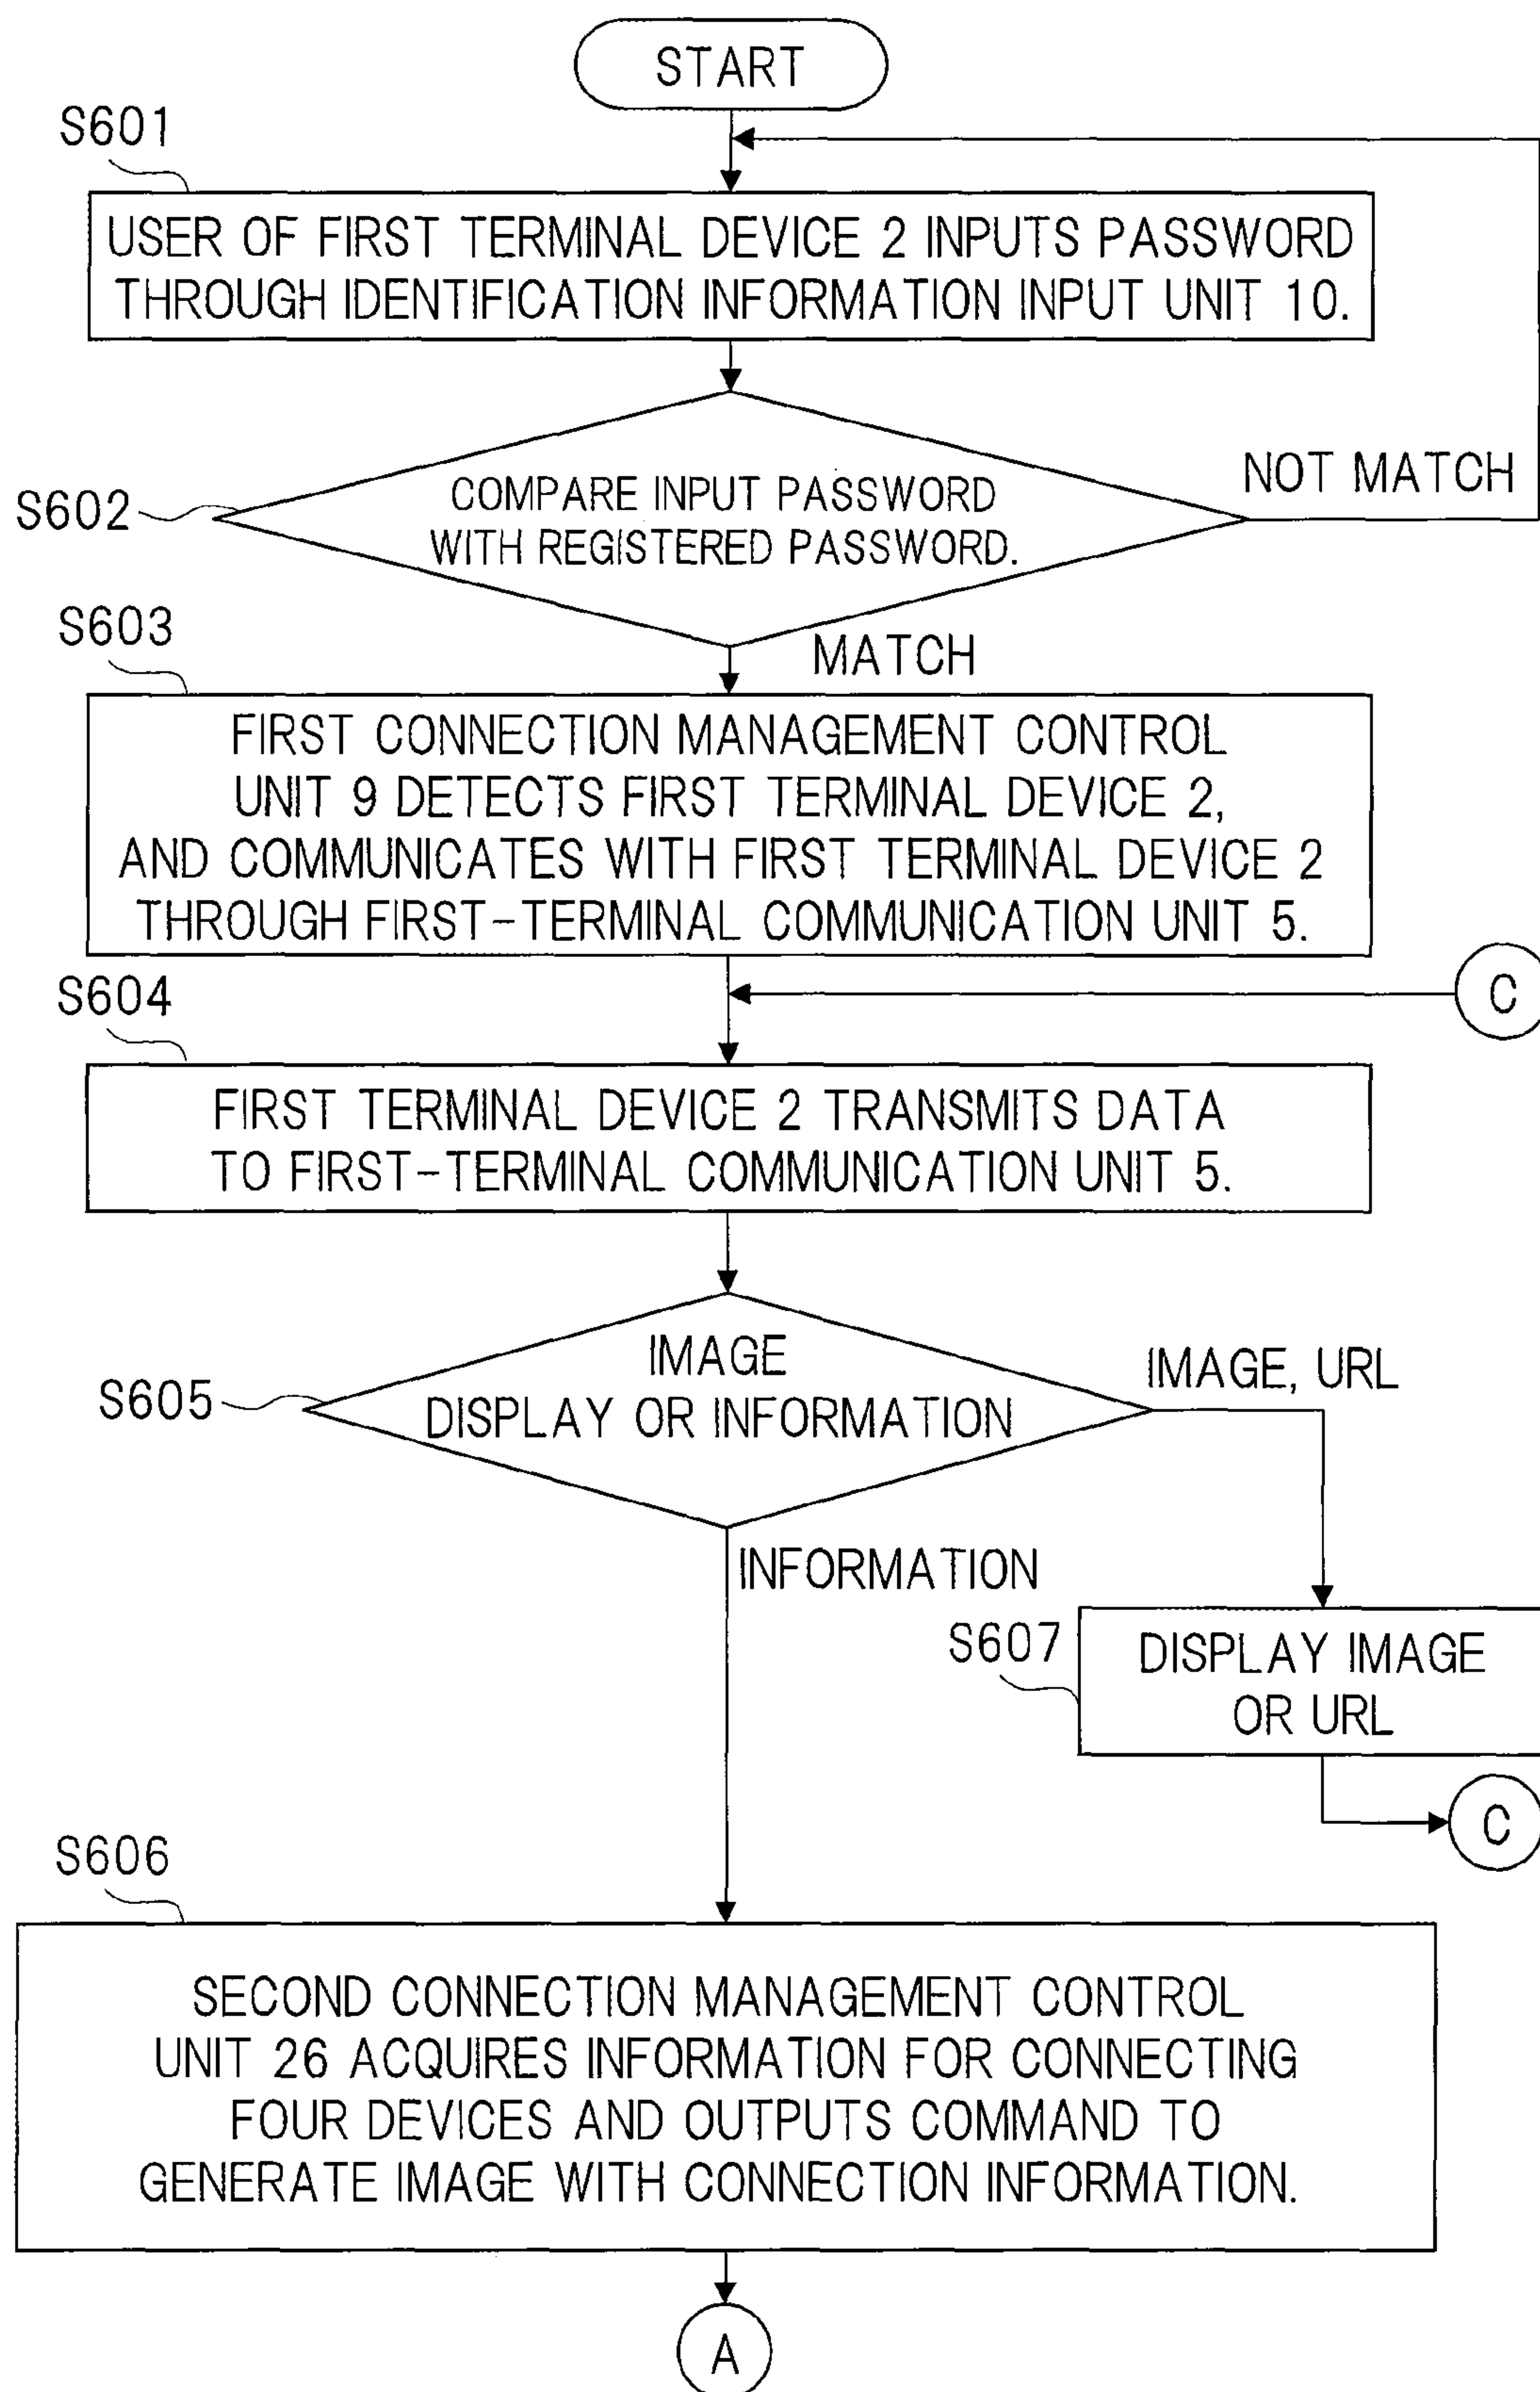 START
S601
USER OF FIRST TERMINAL DEVICE 2 INPUTS PASSWORD
THROUGH IDENTIFICATION INFORMATION INPUT UNIT 10.
S602
COMPARE INPUT PASSWORD
WITH REGISTERED PASSWORD.
NOT MATCH
MATCH
S603
FIRST CONNECTION MANAGEMENT CONTROL
UNIT 9 DETECTS FIRST TERMINAL DEVICE 2,
AND COMMUNICATES WITH FIRST TERMINAL DEVICE 2
THROUGH FIRST-TERMINAL COMMUNICATION UNIT 5.
C
S604
FIRST TERMINAL DEVICE 2 TRANSMITS DATA
TO FIRST-TERMINAL COMMUNICATION UNIT 5.
S605
IMAGE
DISPLAY OR INFORMATION
IMAGE, URL
INFORMATION
S607
DISPLAY IMAGE
OR URL
C
S606
SECOND CONNECTION MANAGEMENT CONTROL
UNIT 26 ACQUIRES INFORMATION FOR CONNECTING
FOUR DEVICES AND OUTPUTS COMMAND TO
GENERATE IMAGE WITH CONNECTION INFORMATION.
A